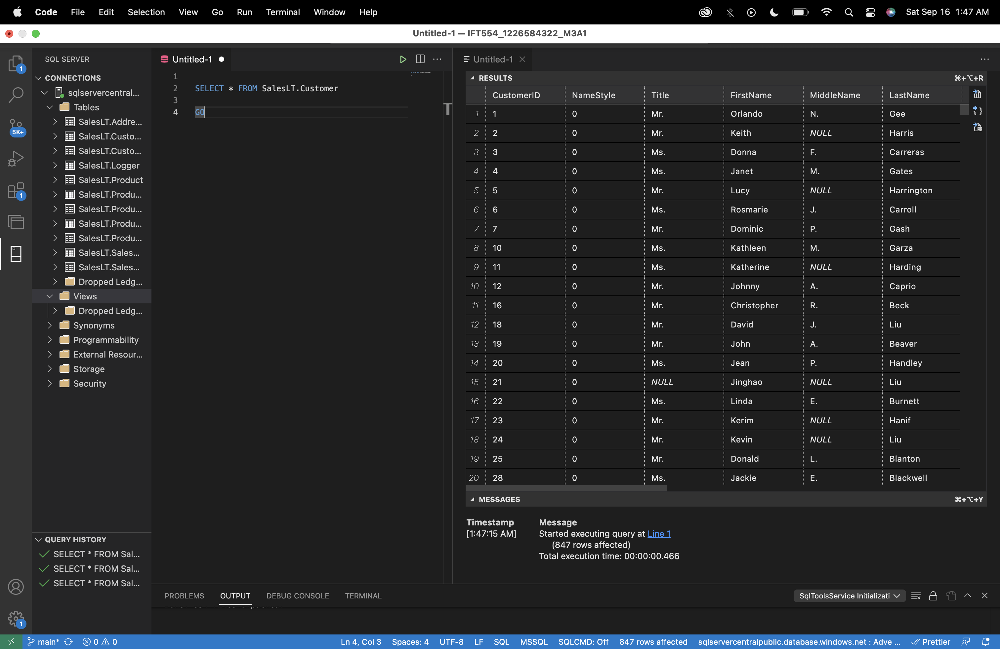 Code File Edit Selection View Go Run Terminal Window Help Sat Sep 16 1:47 AM
Untitled-1 — IFT554_1226584322_M3A1
SQL SERVER
CONNECTIONS
sqlservercentral...
Tables
SalesLT.Addre...
SalesLT.Custo...
SalesLT.Custo...
SalesLT.Logger
SalesLT.Product
SalesLT.Produ...
SalesLT.Produ...
SalesLT.Produ...
SalesLT.Produ...
SalesLT.Sales...
SalesLT.Sales...
Dropped Ledg...
Views
Dropped Ledg...
Synonyms
Programmability
External Resour...
Storage
Security
QUERY HISTORY
SELECT * FROM Sal...
SELECT * FROM Sal...
SELECT * FROM Sal...
1
5K+
1
1
Untitled-1
1
2 SELECT * FROM SalesLT.Customer
3
4 GO
Untitled-1
RESULTS ⌘+⌥+R
CustomerID NameStyle Title FirstName MiddleName LastName
1 1 0 Mr. Orlando N. Gee
2 2 0 Mr. Keith NULL Harris
3 3 0 Ms. Donna F. Carreras
4 4 0 Ms. Janet M. Gates
5 5 0 Mr. Lucy NULL Harrington
6 6 0 Ms. Rosmarie J. Carroll
7 7 0 Mr. Dominic P. Gash
8 10 0 Ms. Kathleen M. Garza
9 11 0 Ms. Katherine NULL Harding
10 12 0 Mr. Johnny A. Caprio
11 16 0 Mr. Christopher R. Beck
12 18 0 Mr. David J. Liu
13 19 0 Mr. John A. Beaver
14 20 0 Ms. Jean P. Handley
15 21 0 NULL Jinghao NULL Liu
16 22 0 Ms. Linda E. Burnett
17 23 0 Mr. Kerim NULL Hanif
18 24 0 Mr. Kevin NULL Liu
19 25 0 Mr. Donald L. Blanton
20 28 0 Ms. Jackie E. Blackwell
MESSAGES ⌘+⌥+Y
Timestamp Message
[1:47:15 AM] Started executing query at Line 1
(847 rows affected)
Total execution time: 00:00:00.466
PROBLEMS OUTPUT DEBUG CONSOLE TERMINAL SqlToolsService Initializati
main* 0 0 Ln 4, Col 3 Spaces: 4 UTF-8 LF SQL MSSQL SQLCMD: Off 847 rows affected sqlservercentralpublic.database.windows.net : Adve ... Prettier